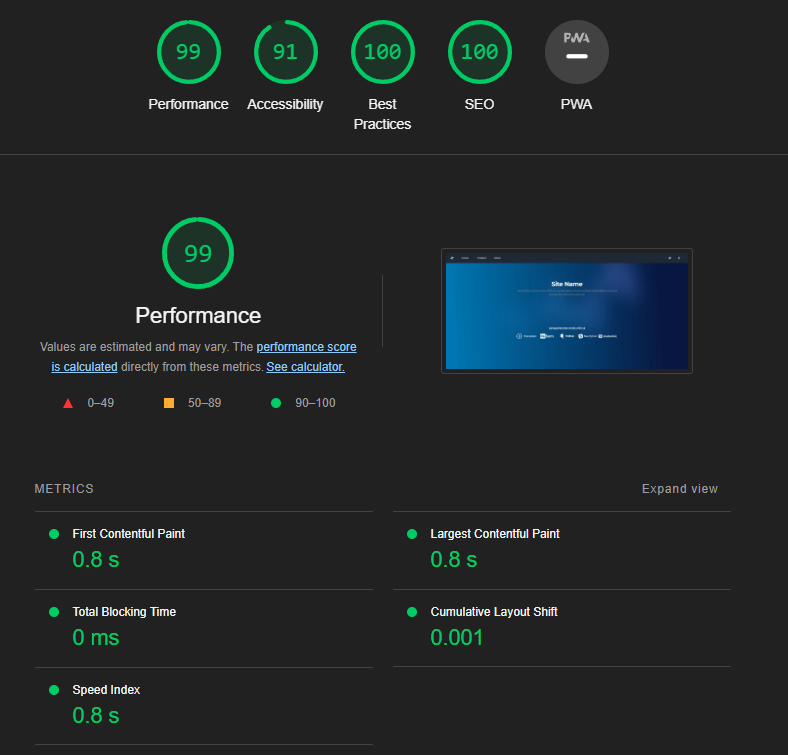 99
91
100
100
PWA
Performance
Accessibility
Best
Practices
SEO
PWA
99
Performance
Values are estimated and may vary. The performance score
is calculated directly from these metrics. See calculator.
0–49
50–89
90–100
Site Name
METRICS
Expand view
First Contentful Paint
0.8 s
Largest Contentful Paint
0.8 s
Total Blocking Time
0 ms
Cumulative Layout Shift
0.001
Speed Index
0.8 s